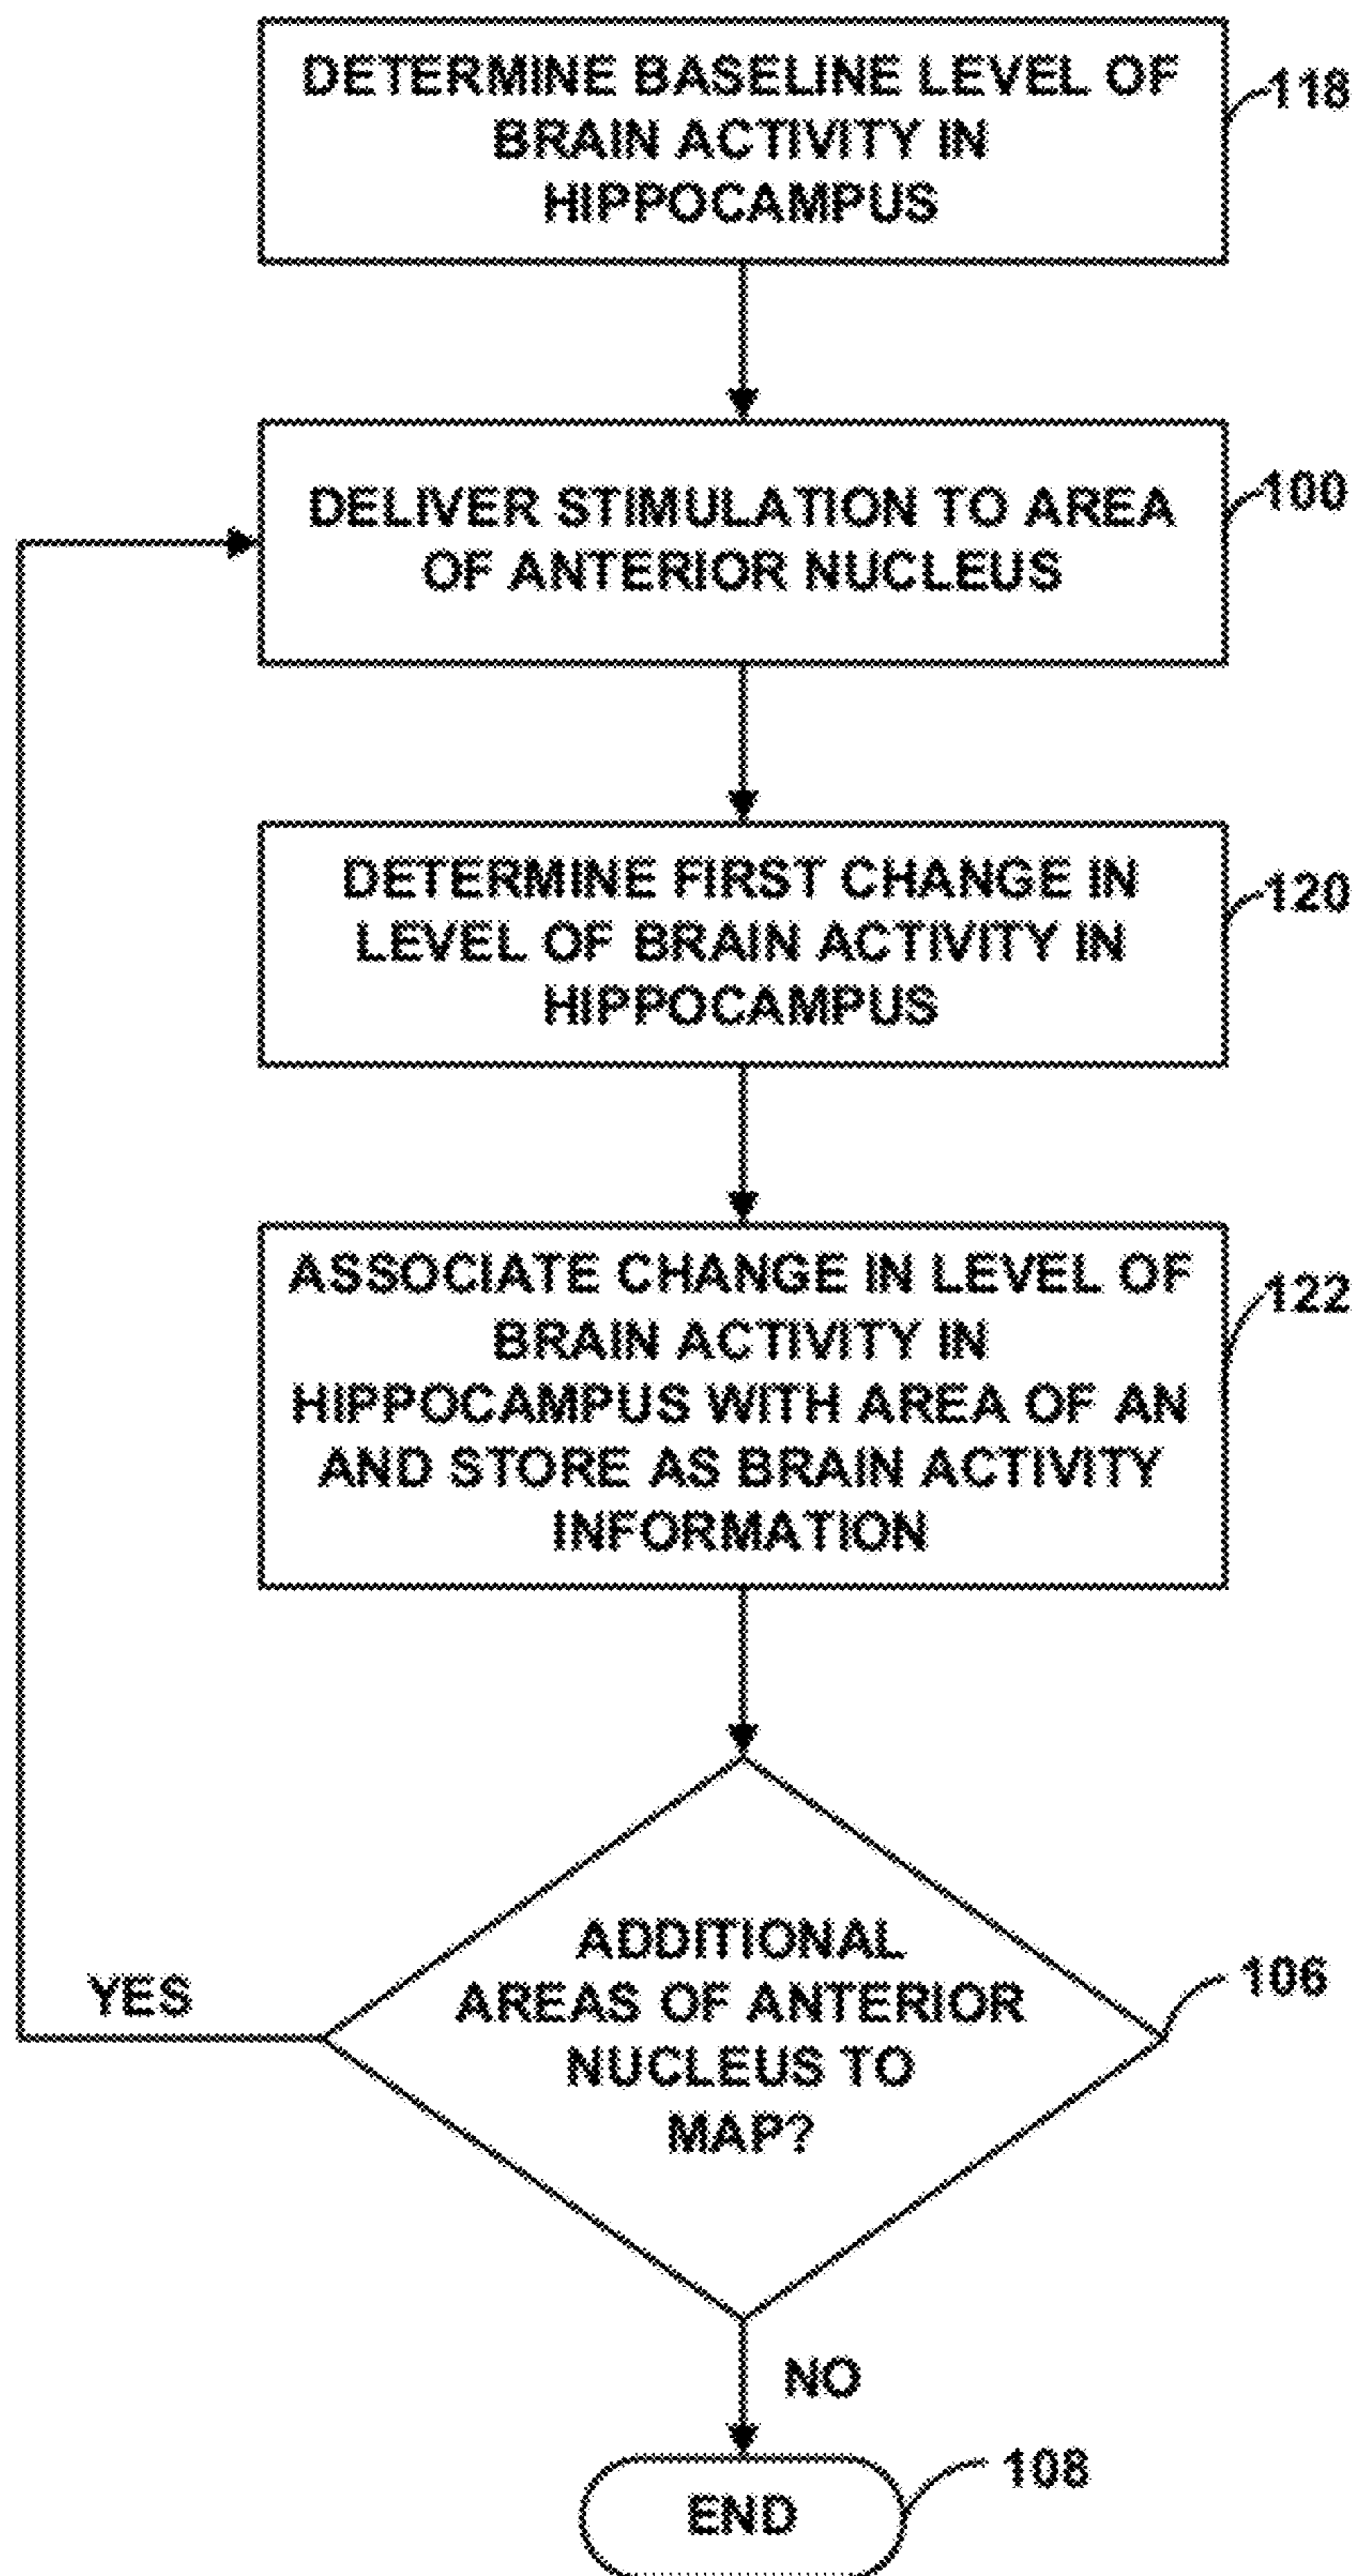 DETERMINE BASELINE LEVEL OF
BRAIN ACTIVITY IN
HIPPOCAMPUS
118
DELIVER STIMULATION TO AREA
OF ANTERIOR NUCLEUS
100
DETERMINE FIRST CHANGE IN
LEVEL OF BRAIN ACTIVITY IN
HIPPOCAMPUS
120
ASSOCIATE CHANGE IN LEVEL OF
BRAIN ACTIVITY IN
HIPPOCAMPUS WITH AREA OF AN
AND STORE AS BRAIN ACTIVITY
INFORMATION
122
ADDITIONAL
AREAS OF ANTERIOR
NUCLEUS TO
MAP?
106
YES
NO
END
108